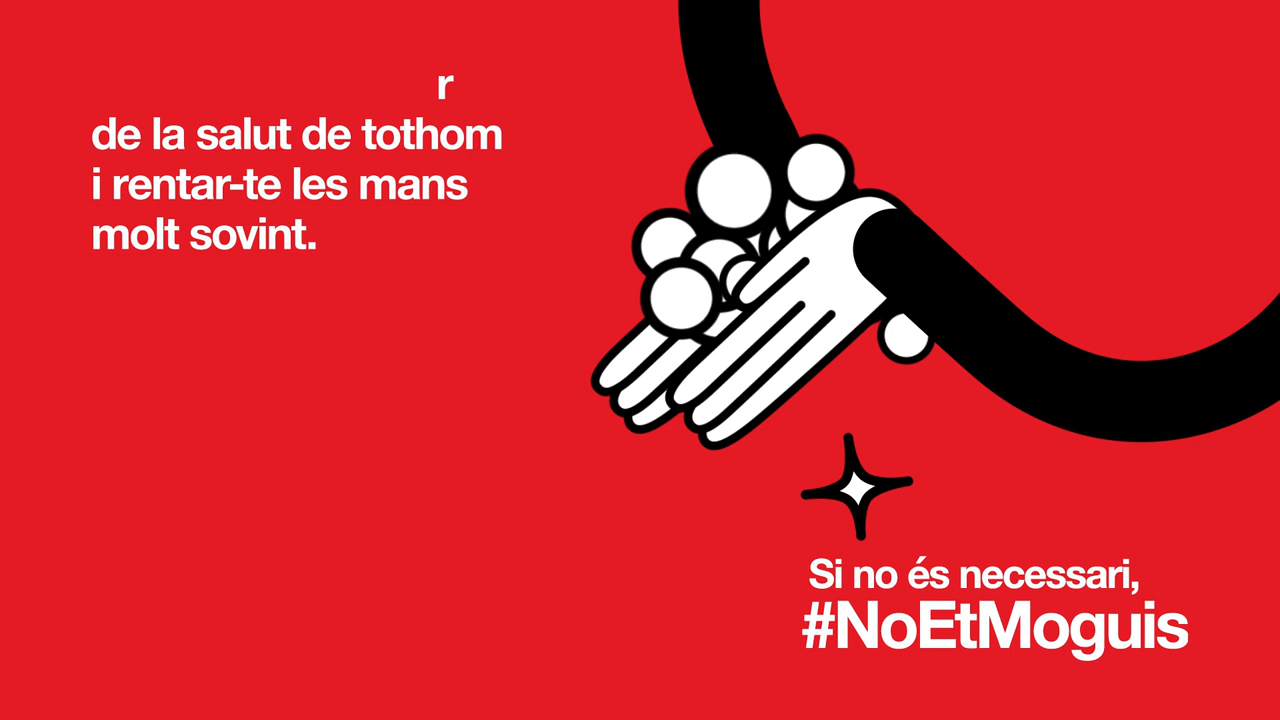 r
de la salut de tothom
i rentar-te les mans
molt sovint.
Si no és necessari,
#NoEtMoguis